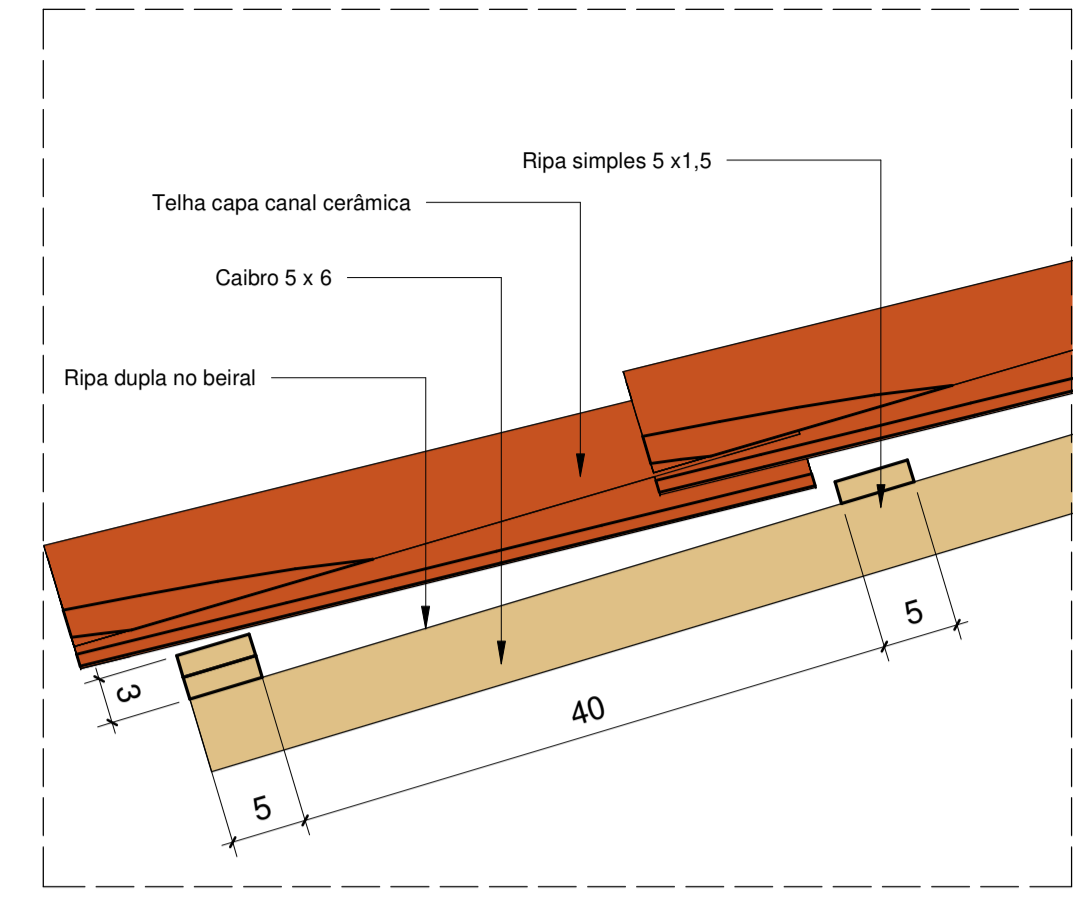 Ripa simples 5 x1,5
Telha capa canal cerâmica
Caibro 5 x 6
Ripa dupla no beiral
5
3
40
5